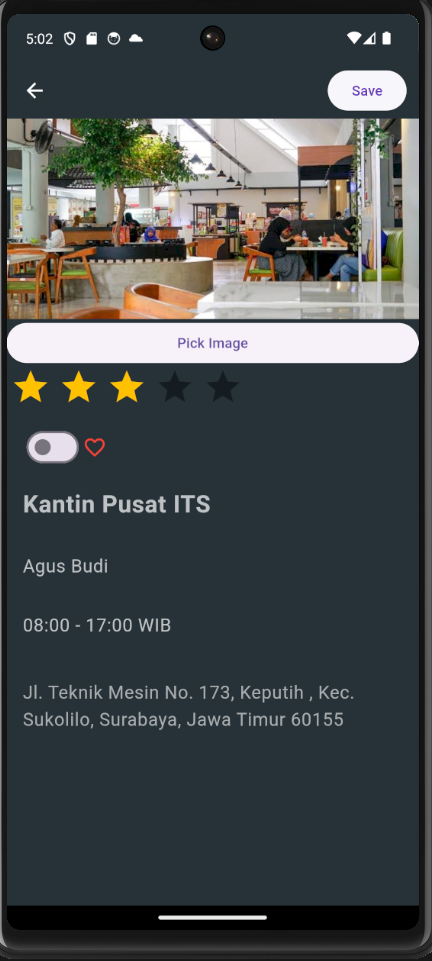 5:02
Save
Pick Image
Kantin Pusat ITS
Agus Budi
08:00 - 17:00 WIB
Jl. Teknik Mesin No. 173, Keputih , Kec.
Sukolilo, Surabaya, Jawa Timur 60155